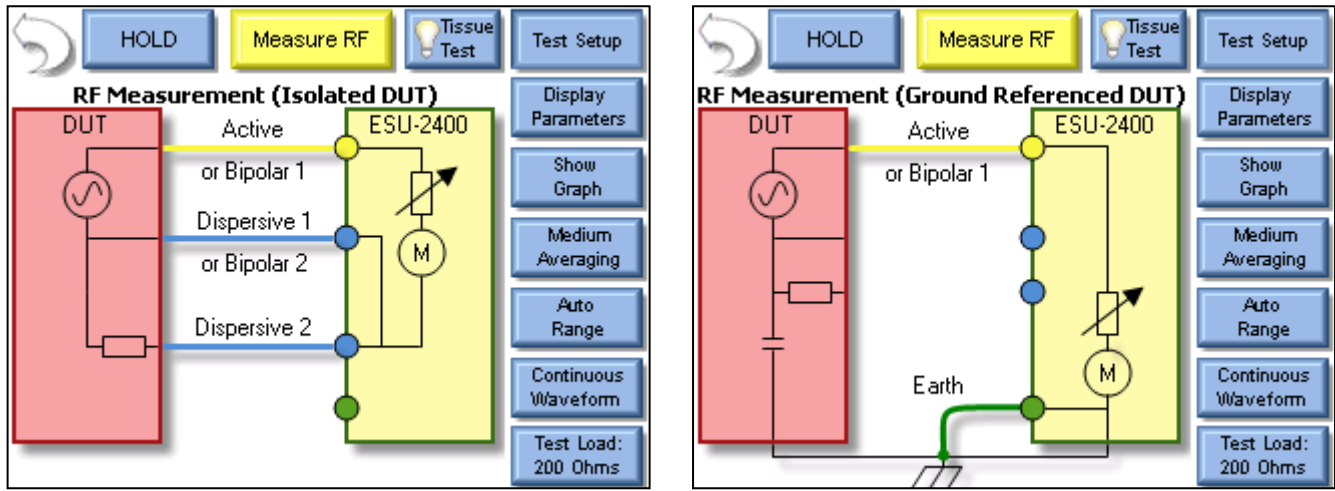 HOLD
Measure RF
Tissue
Test
Test Setup
RF Measurement (Isolated DUT)
DUT
Active
or Bipolar 1
ESU-2400
Dispersive 1
or Bipolar 2
M
Dispersive 2
Display
Parameters
Show
Graph
Medium
Averaging
Auto
Range
Continuous
Waveform
Test Load:
200 Ohms
HOLD
Measure RF
Tissue
Test
Test Setup
RF Measurement (Ground Referenced DUT)
DUT
Active
or Bipolar 1
ESU-2400
M
Earth
Display
Parameters
Show
Graph
Medium
Averaging
Auto
Range
Continuous
Waveform
Test Load:
200 Ohms